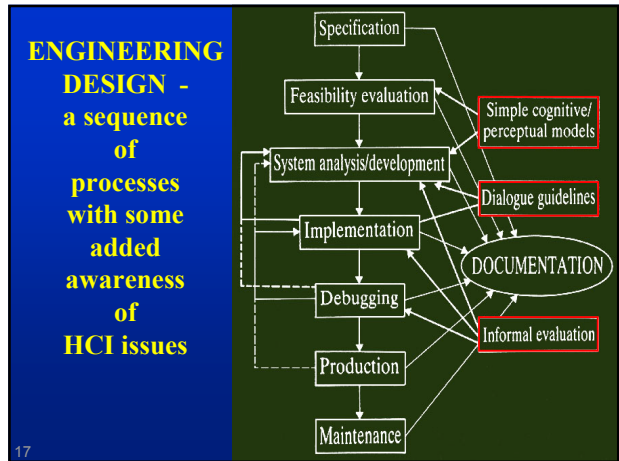 ENGINEERING
DESIGN -
a sequence
of
processes
with some
added
awareness
of
HCI issues
17
Specification
Feasibility evaluation
Simple cognitive/
perceptual models
System analysis/development
Dialogue guidelines
Implementation
DOCUMENTATION
Debugging
Informal evaluation
Production
Maintenance